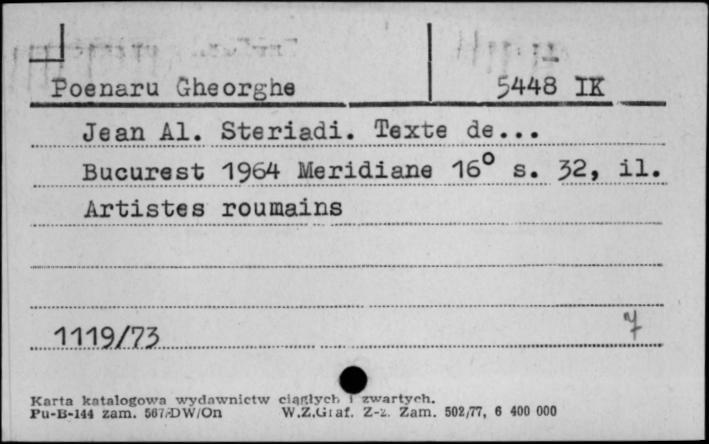 Poenaru Gheorghe 5448 IK
Jean Al. Steriadi. Texte de...
Bucurest 1964 Meridiane 16° s. 32, il.
Artistes roumains
1119/73 7
Karta katalogowa wydawnictw ciągłych i zwartych.
Pu-B-144 zam. 567/DW/On W.Z.Graf. Z-z. Zam. 502/77, 6 400 000